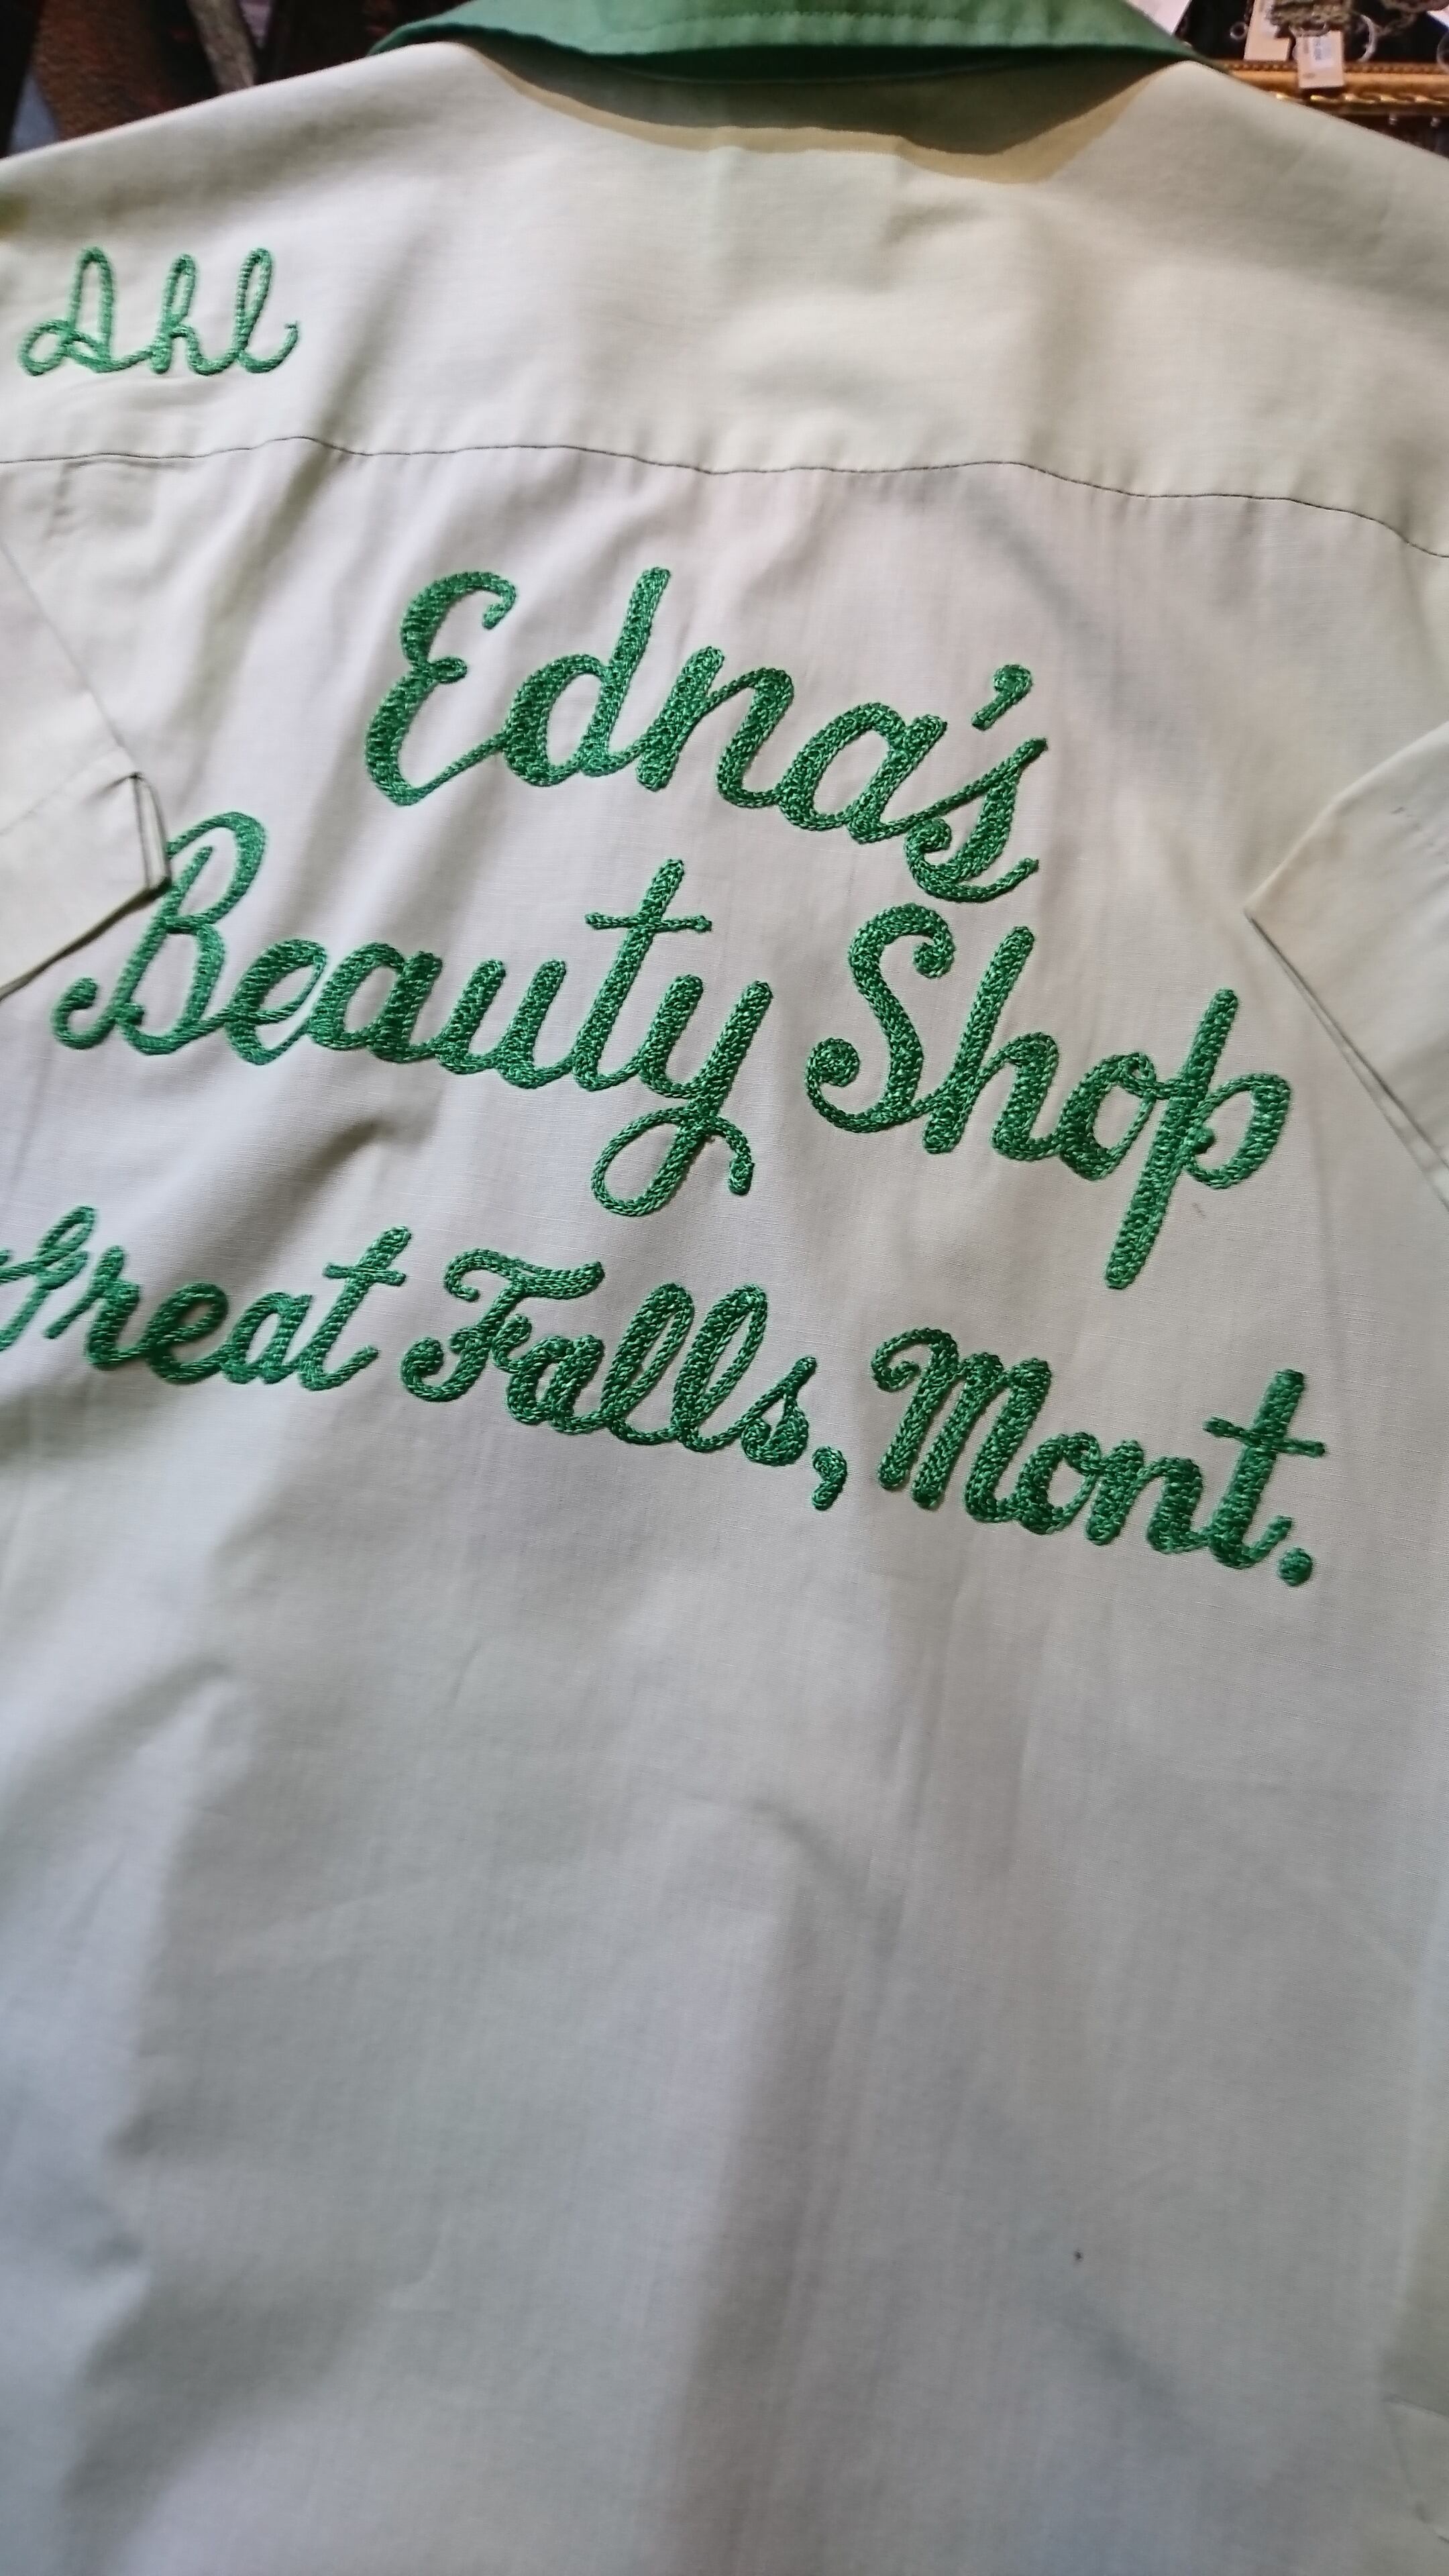 Ahl
Edna's
Beauty Shop
Great Falls, Mont.